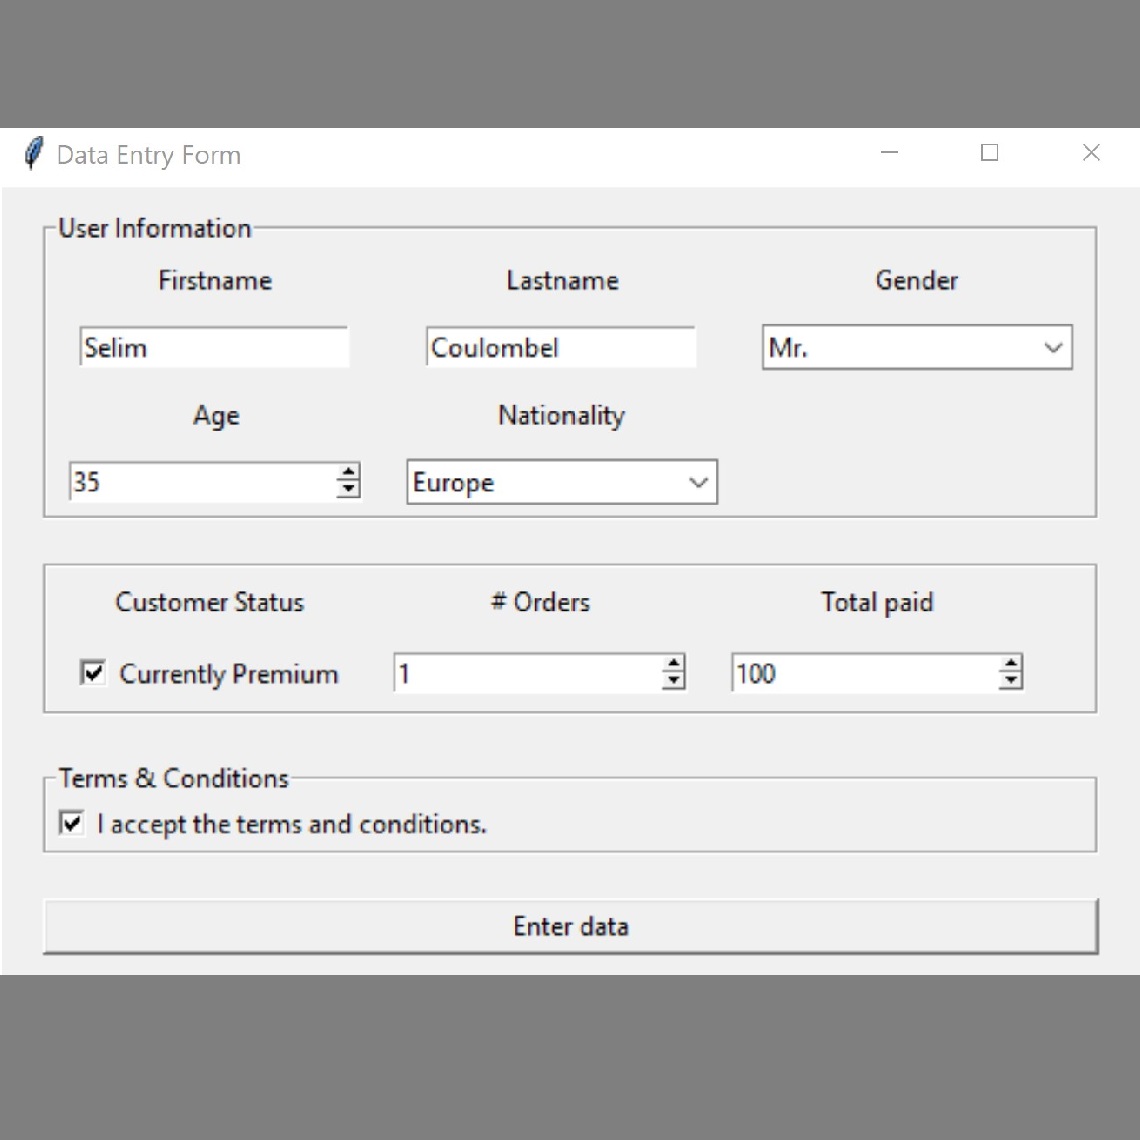 Data Entry Form
User Information
Firstname Lastname Gender
Selim Coulombel Mr.
Age Nationality
35 Europe
Customer Status # Orders Total paid
Currently Premium 1 100
Terms & Conditions
I accept the terms and conditions.
Enter data